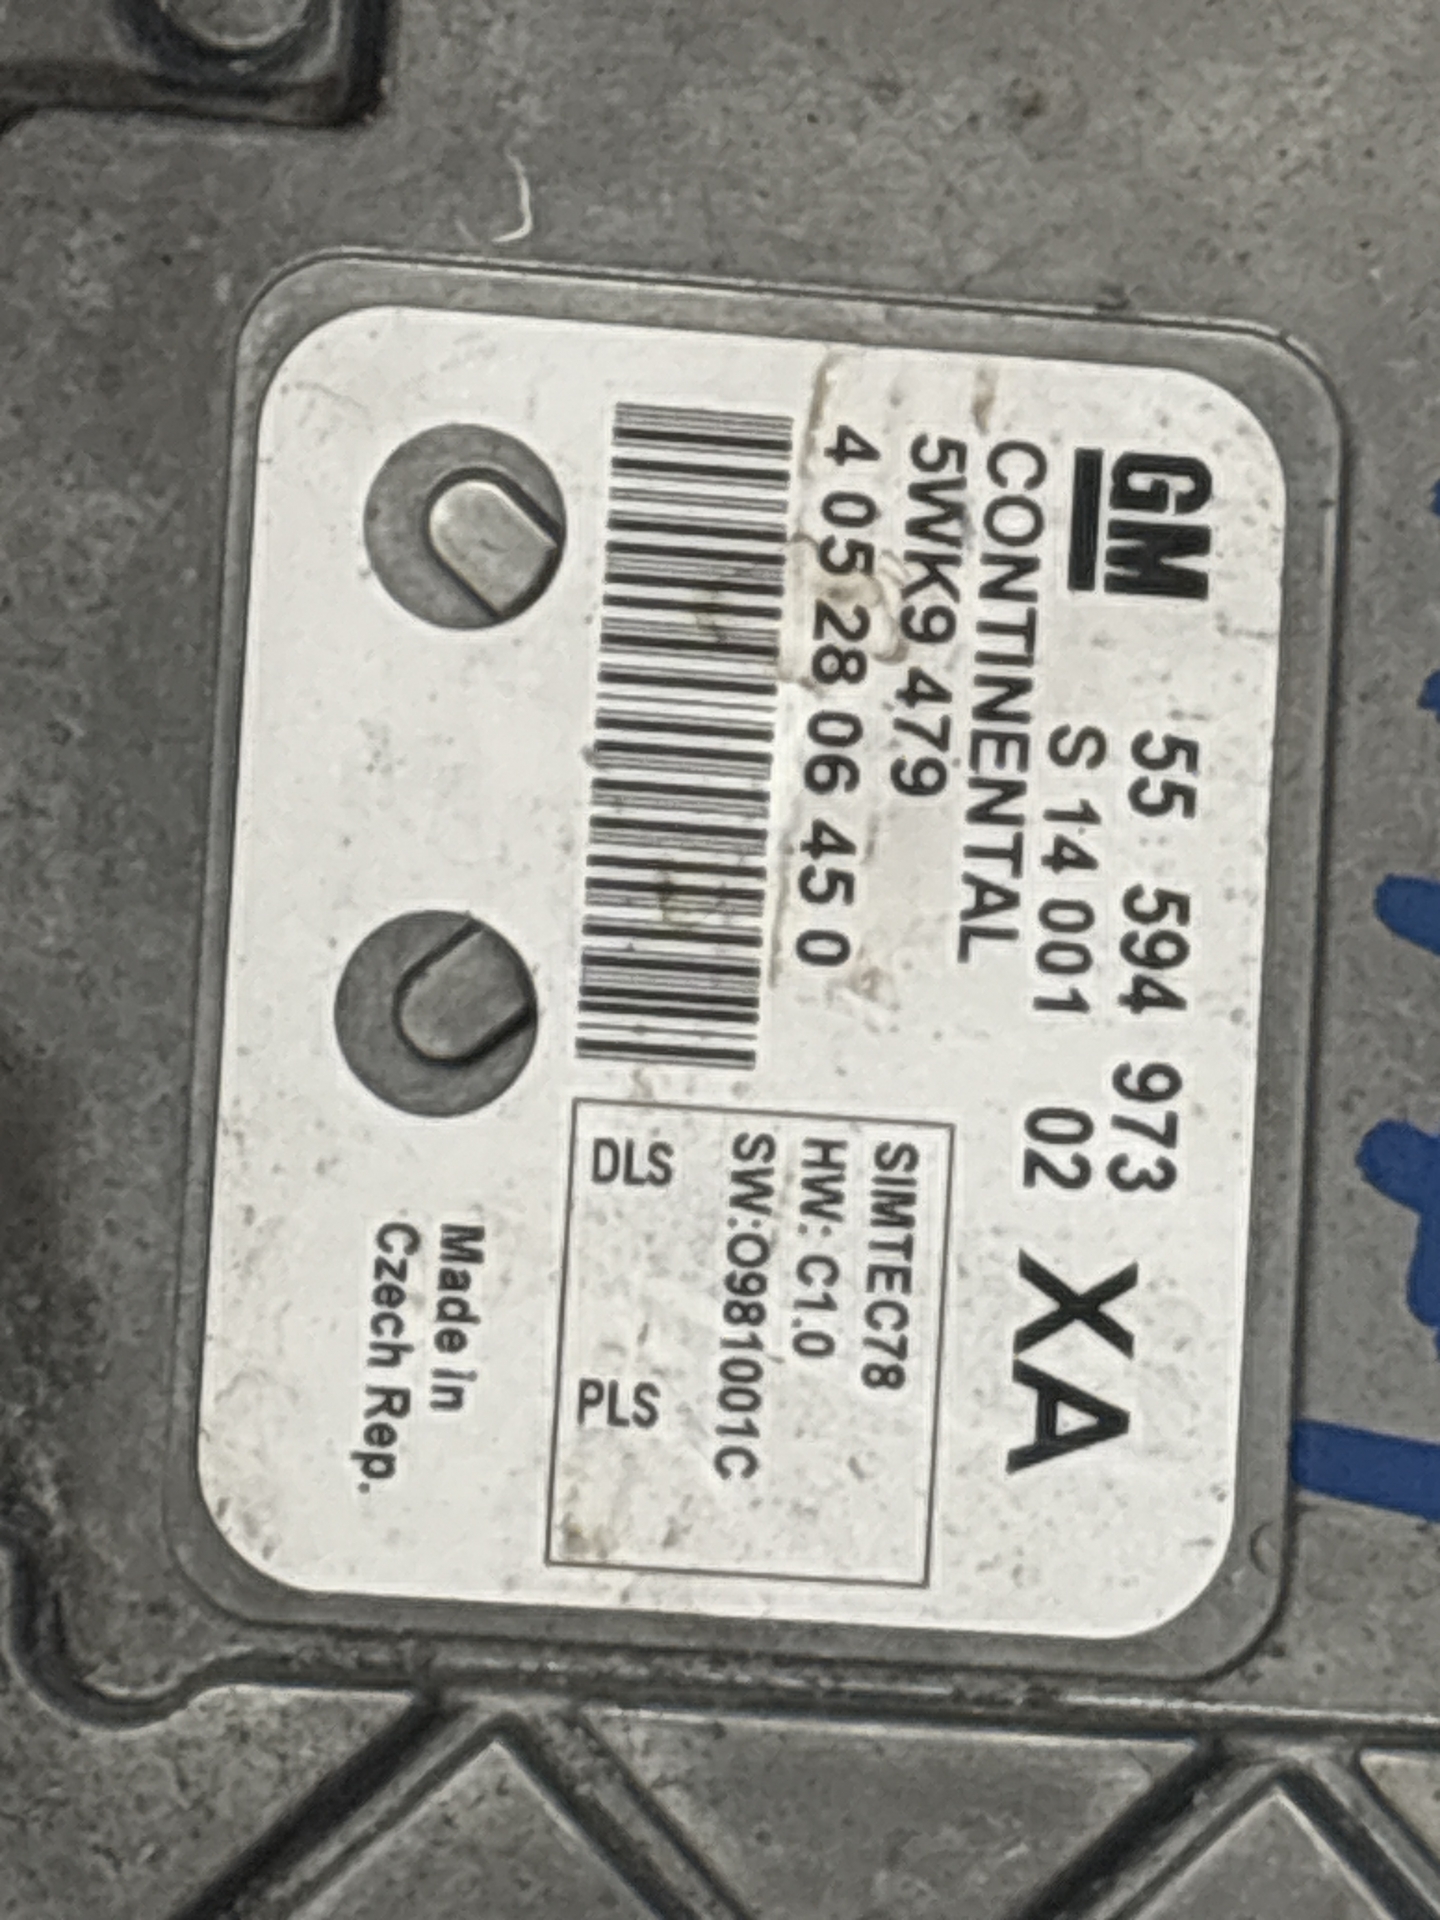 GM 55 594 973 XA
S 14 001 02
CONTINENTAL
5WK9 479
4 05 28 06 45 0
SIMTEC78
HW: C1.0
SW:O9810001C
DLS PLS
Made in
Czech Rep.